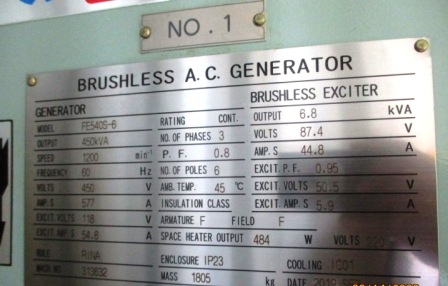 NO. 1
BRUSHLESS A.C. GENERATOR
GENERATOR
MODEL FE540S-6
OUTPUT 450kVA
SPEED 1200 min⁻¹
FREQUENCY 60 Hz
VOLTS 450 V
AMP.S 577 A
EXCIT.VOLTS 118 V
EXCIT.AMP.S 54.8 A
RULE RINA
MACH.NO. 313632
RATING CONT.
NO. OF PHASES 3
P. F. 0.8
NO. OF POLES 6
AMB. TEMP. 45 °C
INSULATION CLASS
ARMATURE F FIELD F
SPACE HEATER OUTPUT 484 W VOLTS 220 V
ENCLOSURE IP23 COOLING IC01
MASS 1805 kg DATE
BRUSHLESS EXCITER
OUTPUT 6.8 kVA
VOLTS 87.4 V
AMP.S 44.8 A
EXCIT.P.F. 0.95
EXCIT.VOLTS 50.5 V
EXCIT.AMP.S 5.9 A